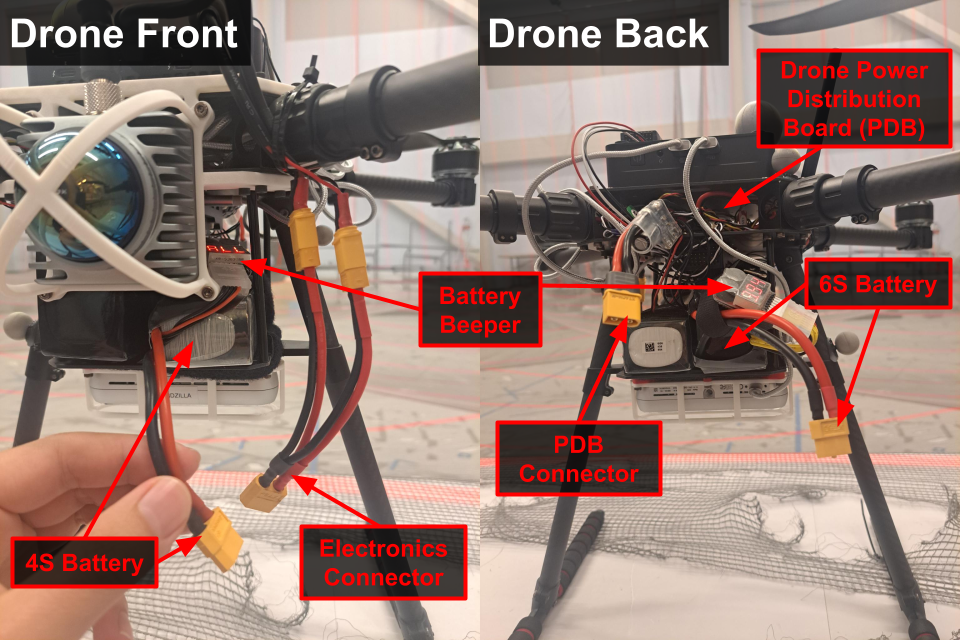 Drone Front
Drone Back
Drone Power
Distribution
Board (PDB)
Battery
Beeper
6S Battery
PDB
Connector
4S Battery
Electronics
Connector